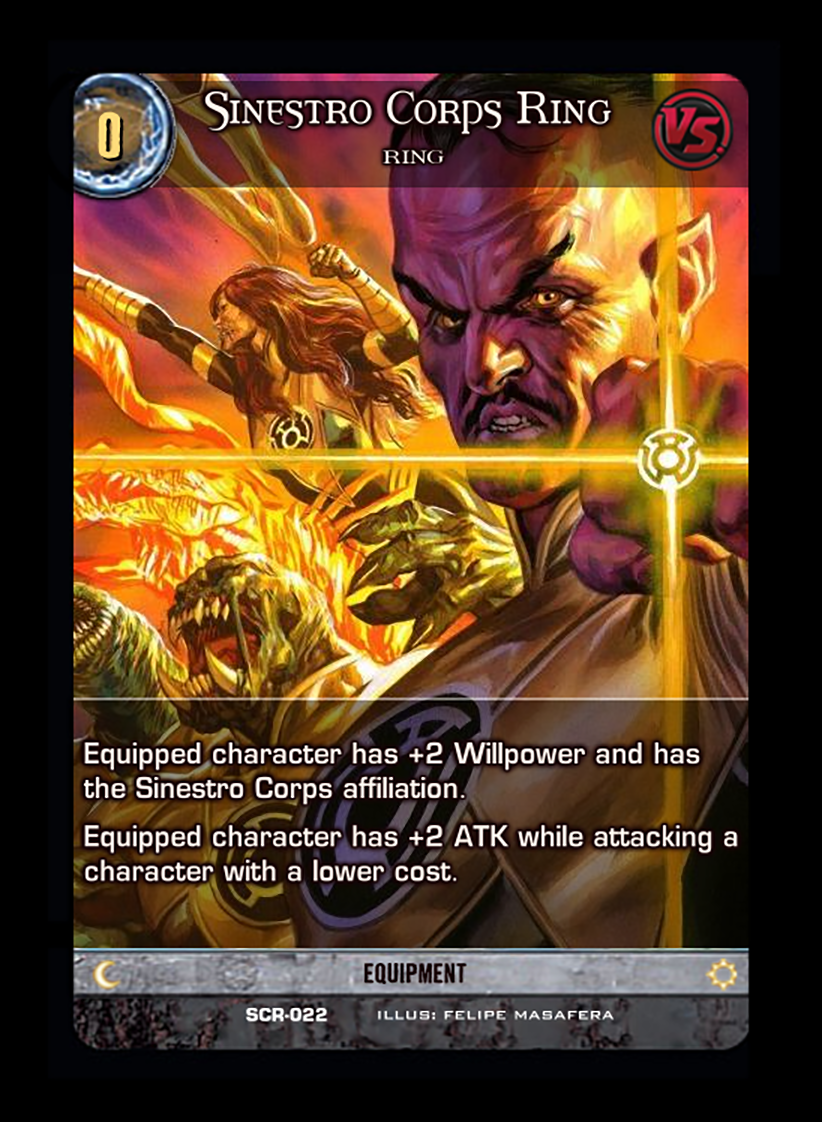 0
Sinestro Corps Ring
VS.
RING
Equipped character has +2 Willpower and has
the Sinestro Corps affiliation.
Equipped character has +2 ATK while attacking a
character with a lower cost.
EQUIPMENT
SCR-022 ILLUS: FELIPE MASAFERA